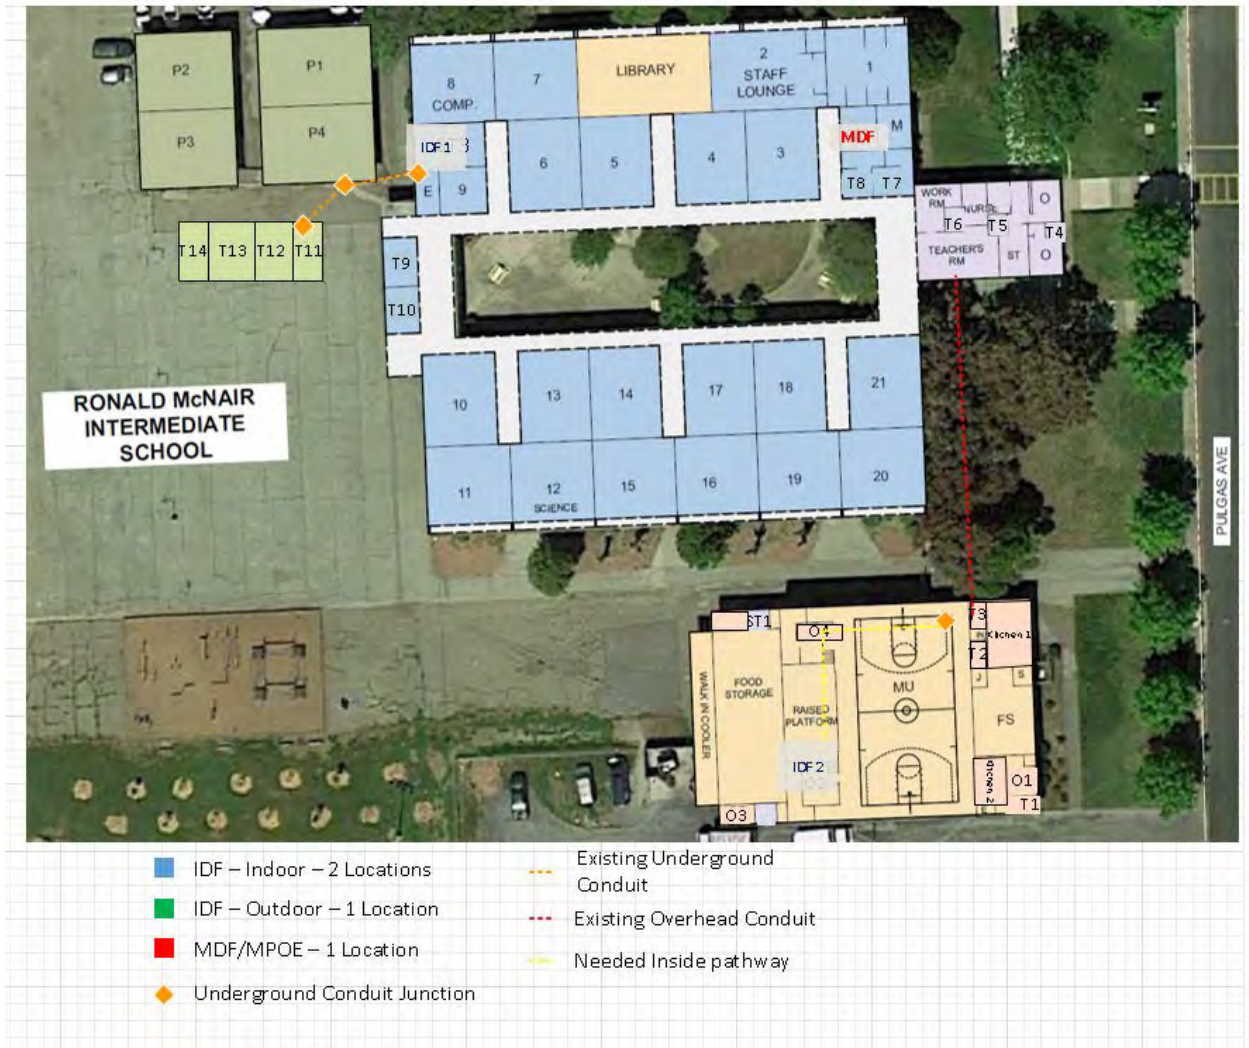 P2
P1
P3
P4
8
COMP.
7
LIBRARY
2
STAFF
LOUNGE
1
IDF1
6
5
4
3
MDF
M
E
9
T8
T7
WORK
RM
NURSE
O
T6
T5
T4
TEACHER'S
RM
ST
O
T14
T13
T12
T11
T9
T10
RONALD McNAIR
INTERMEDIATE
SCHOOL
10
13
14
17
18
21
11
12
SCIENCE
15
16
19
20
PULGAS AVE
ST1
O4
T3
Kitchen 1
T2
J
S
WALK IN COOLER
FOOD
STORAGE
RAISED
PLATFORM
MU
FS
IDF2
O3
O1
T1
IDF – Indoor – 2 Locations
IDF – Outdoor – 1 Location
MDF/MPOE – 1 Location
Underground Conduit Junction
Existing Underground
Conduit
Existing Overhead Conduit
Needed Inside pathway